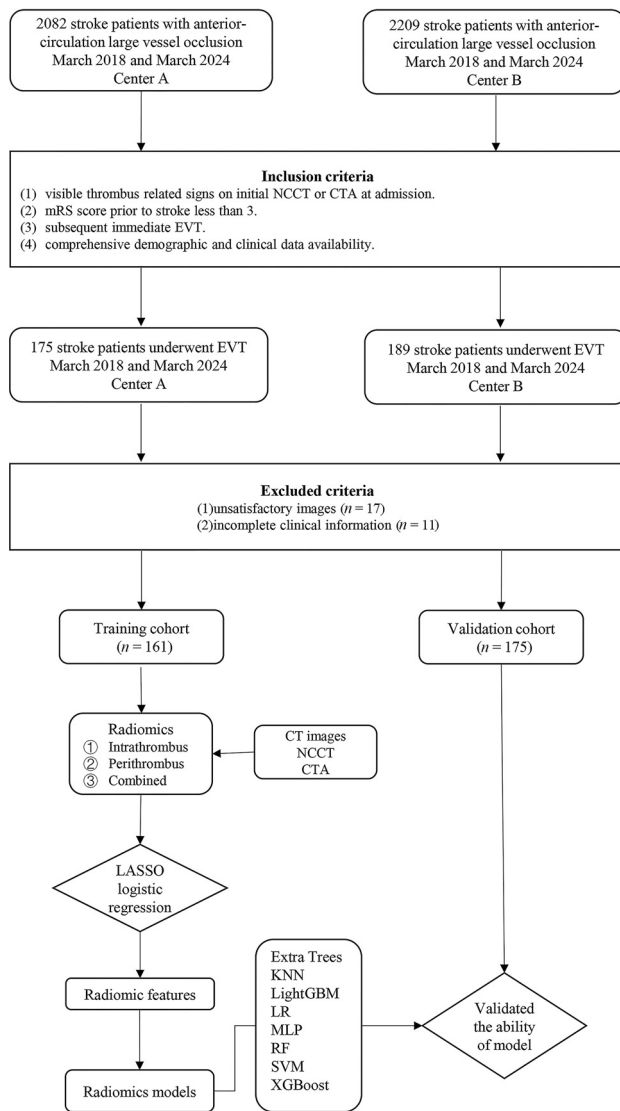 2082 stroke patients with anterior-
circulation large vessel occlusion
March 2018 and March 2024
Center A
2209 stroke patients with anterior-
circulation large vessel occlusion
March 2018 and March 2024
Center B
Inclusion criteria
(1) visible thrombus related signs on initial NCCT or CTA at admission.
(2) mRS score prior to stroke less than 3.
(3) subsequent immediate EVT.
(4) comprehensive demographic and clinical data availability.
175 stroke patients underwent EVT
March 2018 and March 2024
Center A
189 stroke patients underwent EVT
March 2018 and March 2024
Center B
Excluded criteria
(1)unsatisfactory images (n = 17)
(2)incomplete clinical information (n = 11)
Training cohort
(n = 161)
Validation cohort
(n = 175)
Radiomics
① Intrathrombus
② Perithrombus
③ Combined
CT images
NCCT
CTA
LASSO
logistic
regression
Radiomic features
Radiomics models
Extra Trees
KNN
LightGBM
LR
MLP
RF
SVM
XGBoost
Validated
the ability
of model